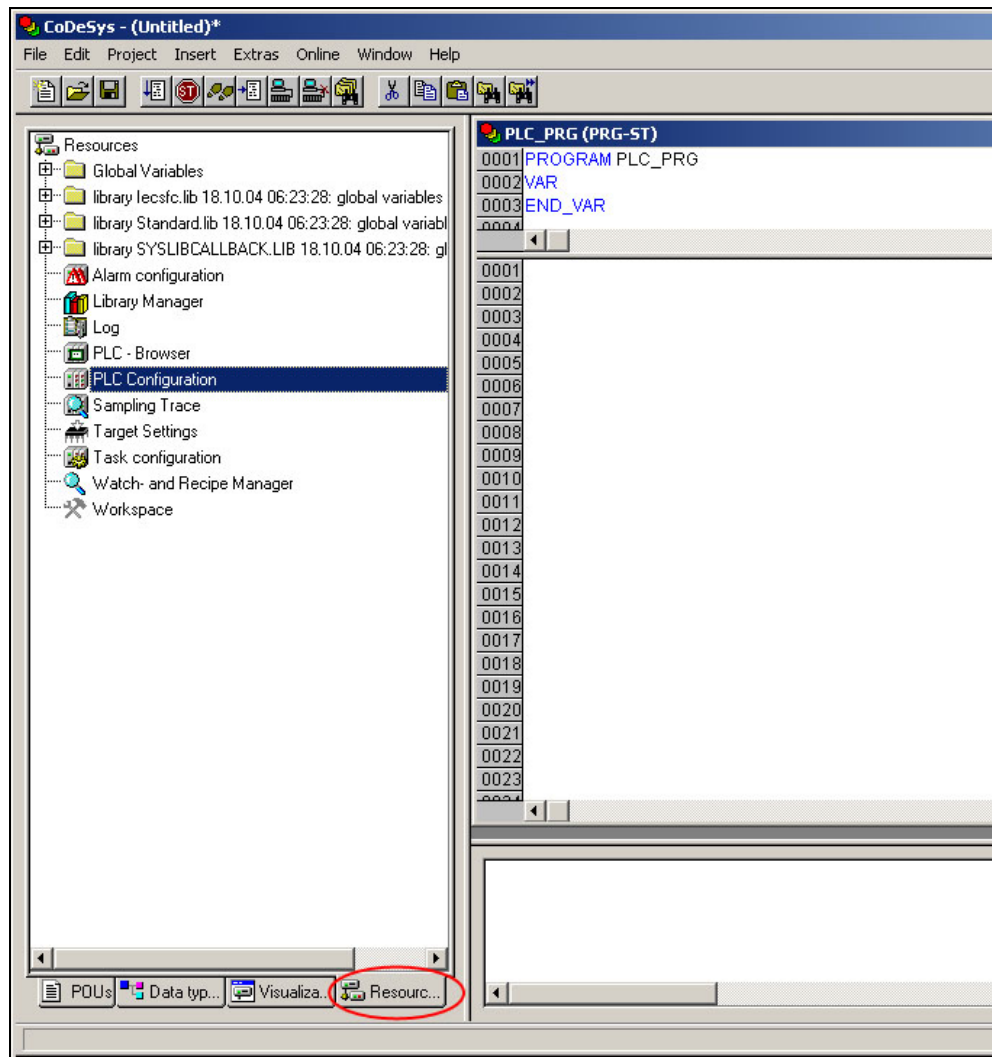 CoDeSys - (Untitled)*
File Edit Project Insert Extras Online Window Help
ST
Resources
Global Variables
library Iecsfc.lib 18.10.04 06:23:28: global variables
library Standard.lib 18.10.04 06:23:28: global variabl
library SYSLIBCALLBACK.LIB 18.10.04 06:23:28: gl
Alarm configuration
Library Manager
Log
PLC - Browser
PLC Configuration
Sampling Trace
Target Settings
Task configuration
Watch- and Recipe Manager
Workspace
POUs Data typ... Visualiza... Resourc...
PLC_PRG (PRG-ST)
0001 PROGRAM PLC_PRG
0002 VAR
0003 END_VAR
0004
0001
0002
0003
0004
0005
0006
0007
0008
0009
0010
0011
0012
0013
0014
0015
0016
0017
0018
0019
0020
0021
0022
0023
0024